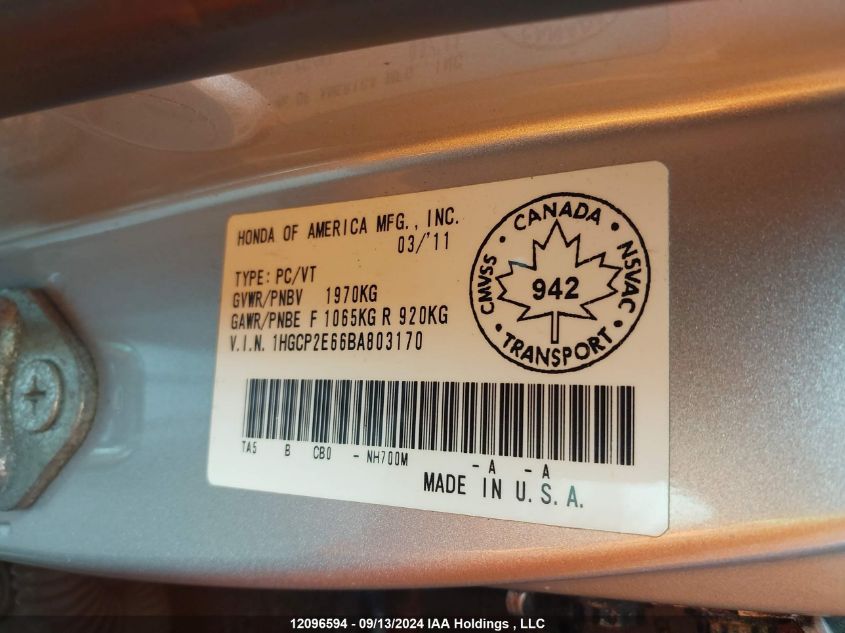 HONDA OF AMERICA MFG., INC.
03/'11
TYPE: PC/VT
GVWR/PNBV 1970KG
GAWR/PNBE F 1065KG R 920KG
V.I.N. 1HGCP2E66BA803170
CANADA
CMVSS
NSVAC
942
TRANSPORT
TA5 B CB0 - NH700M - A - A
MADE IN U.S.A.
12096594 - 09/13/2024 IAA Holdings , LLC